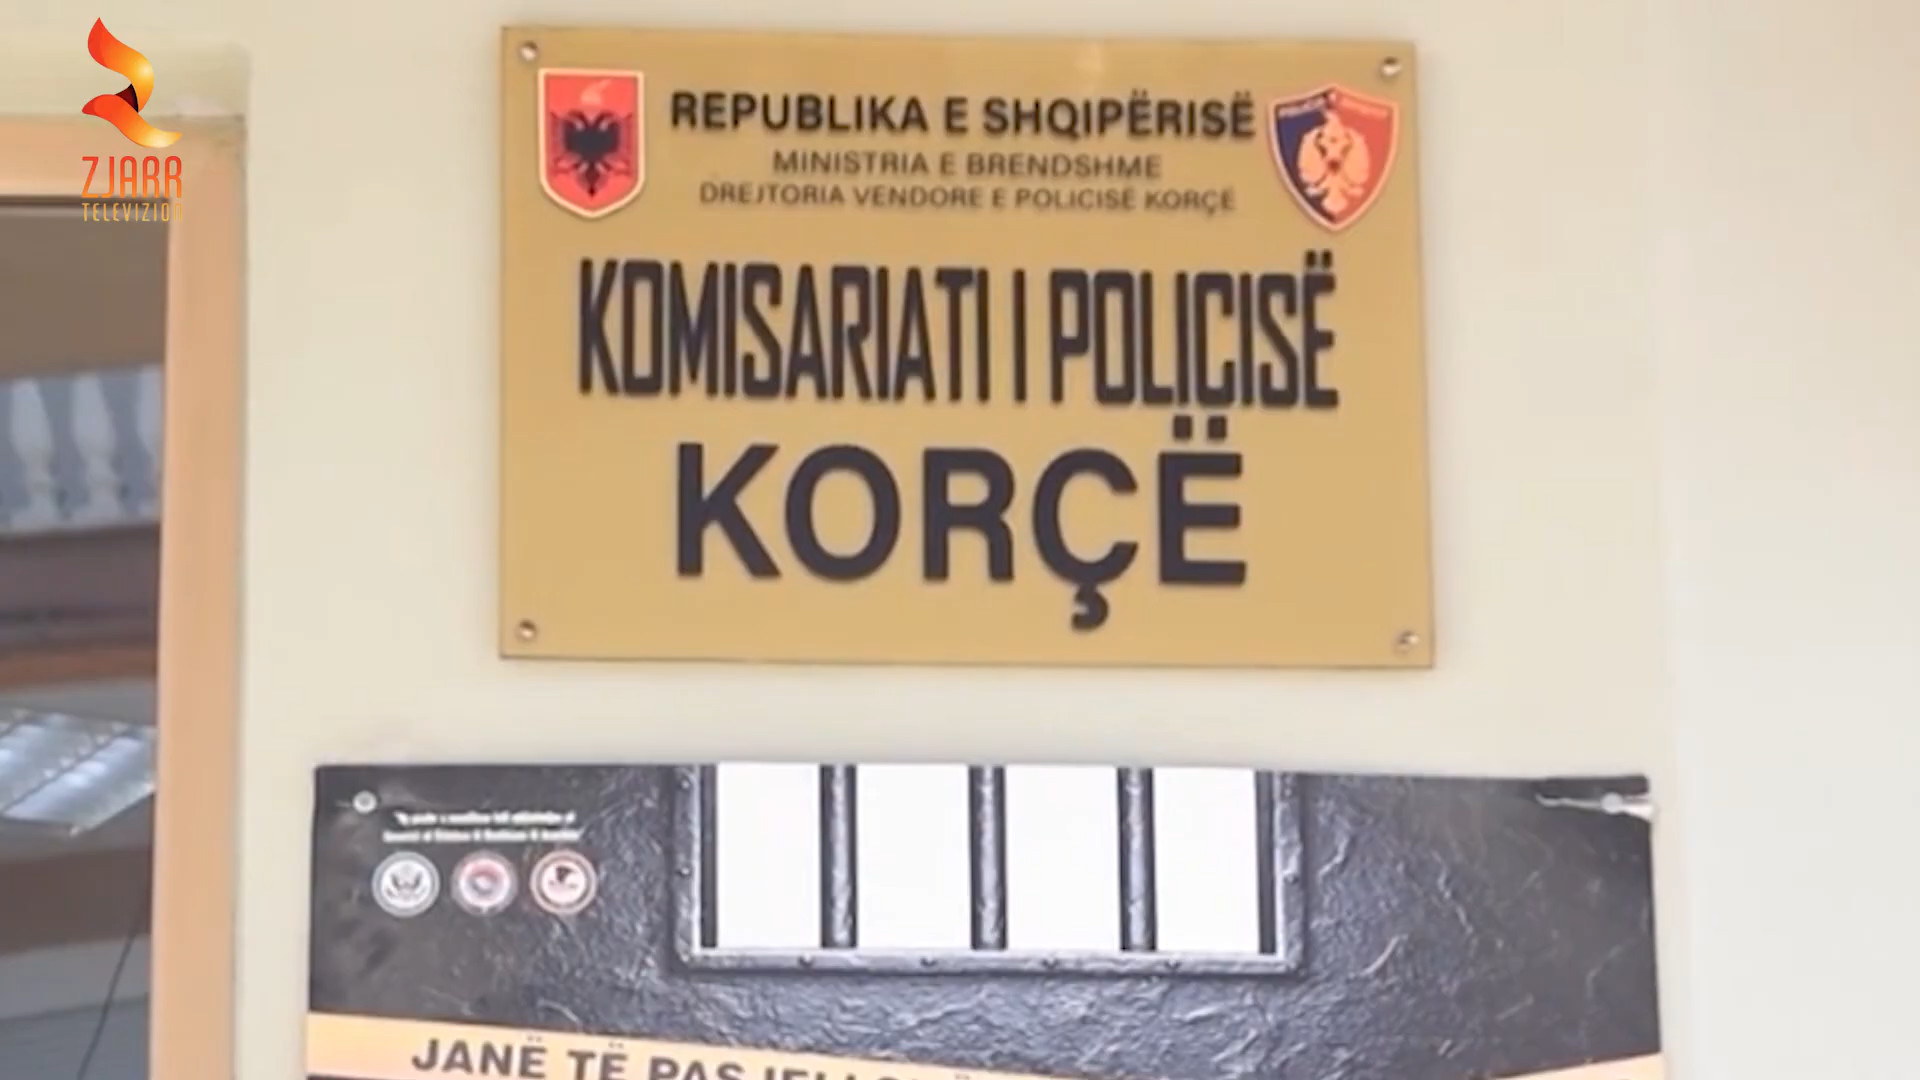 ZJARR
TELEVIZION
REPUBLIKA E SHQIPËRISË
MINISTRIA E BRENDSHME
DREJTORIA VENDORE E POLICISË KORÇË
KOMISARIATI I POLICISË
KORÇË
JANË TË